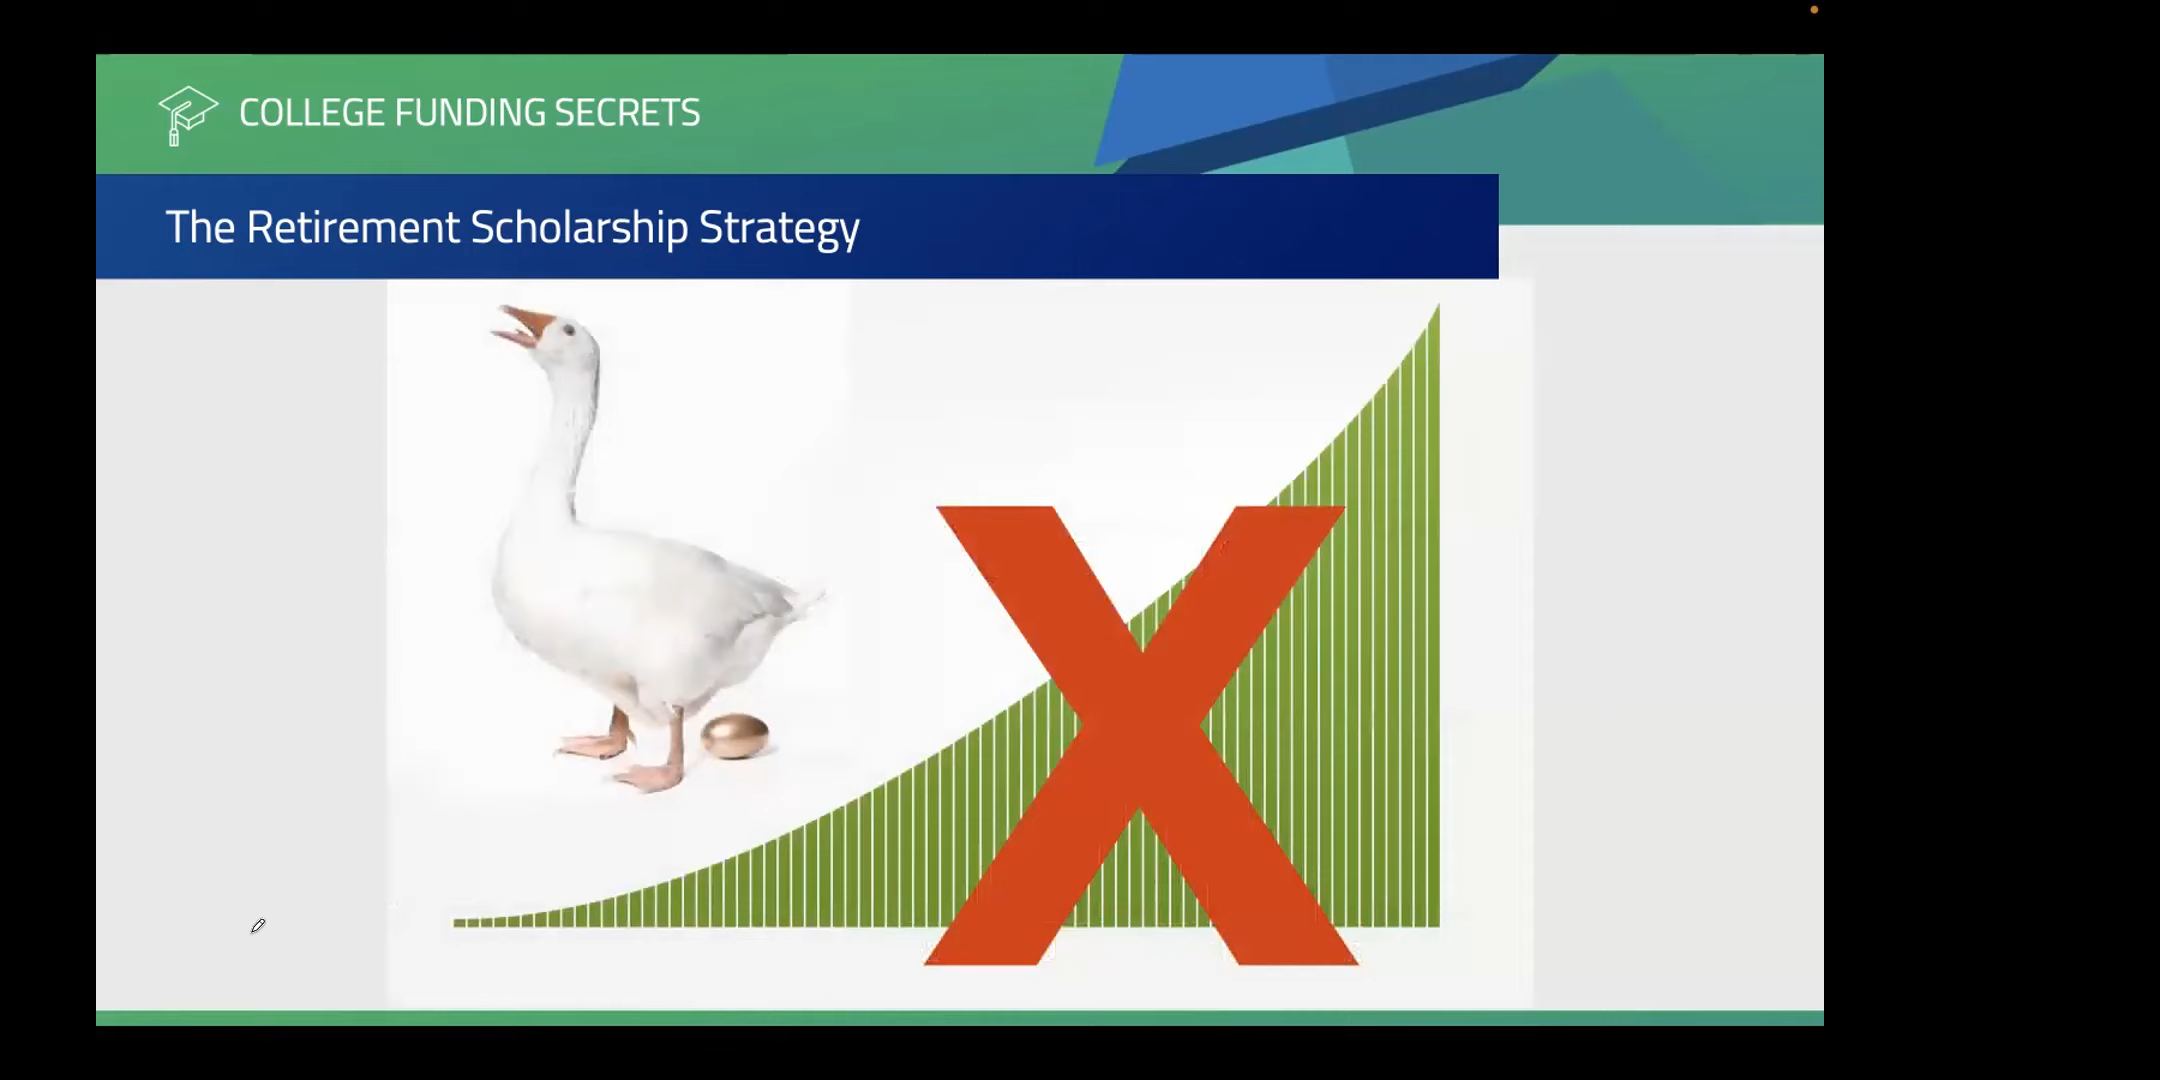 COLLEGE FUNDING SECRETS
The Retirement Scholarship Strategy
X